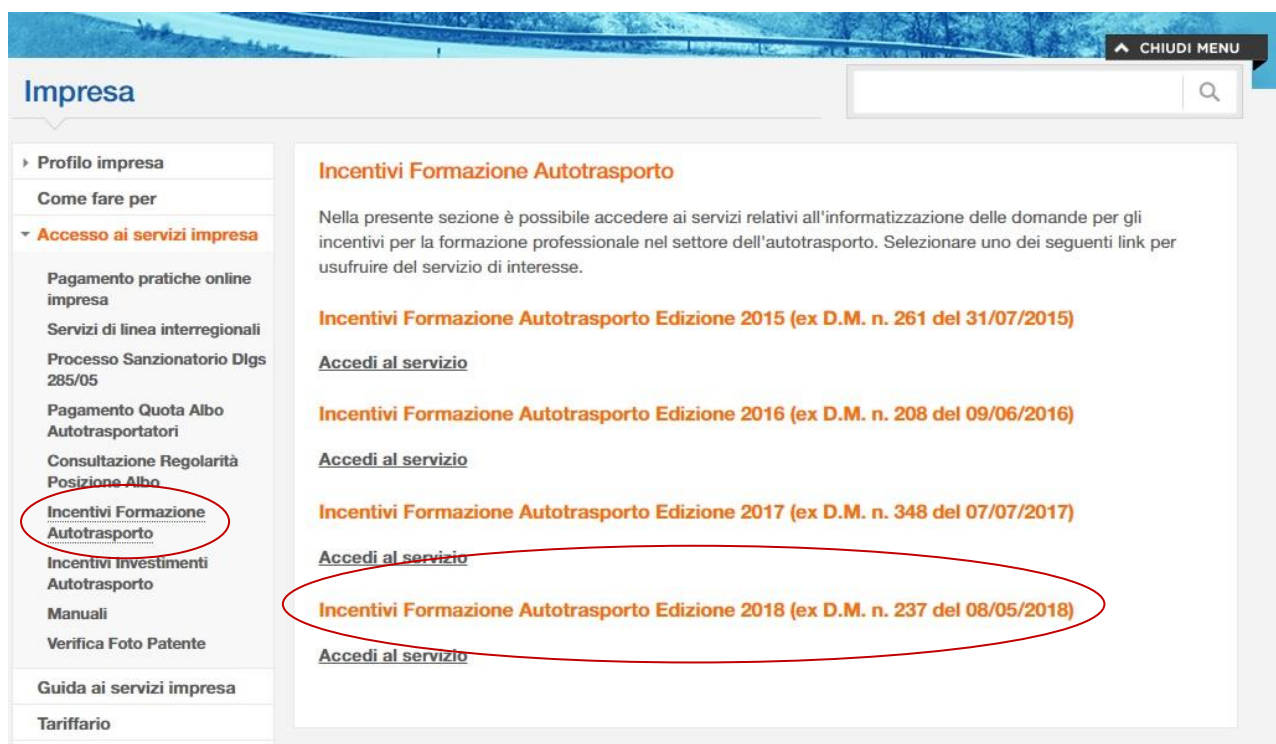 CHIUDI MENU
Impresa
Profilo impresa
Come fare per
Accesso ai servizi impresa
Pagamento pratiche online
impresa
Servizi di linea interregionali
Processo Sanzionatorio Dlgs
285/05
Pagamento Quota Albo
Autotrasportatori
Consultazione Regolarità
Posizione Albo
Incentivi Formazione
Autotrasporto
Incentivi Investimenti
Autotrasporto
Manuali
Verifica Foto Patente
Guida ai servizi impresa
Tariffario
Incentivi Formazione Autotrasporto
Nella presente sezione è possibile accedere ai servizi relativi all'informatizzazione delle domande per gli
incentivi per la formazione professionale nel settore dell'autotrasporto. Selezionare uno dei seguenti link per
usufruire del servizio di interesse.
Incentivi Formazione Autotrasporto Edizione 2015 (ex D.M. n. 261 del 31/07/2015)
Accedi al servizio
Incentivi Formazione Autotrasporto Edizione 2016 (ex D.M. n. 208 del 09/06/2016)
Accedi al servizio
Incentivi Formazione Autotrasporto Edizione 2017 (ex D.M. n. 348 del 07/07/2017)
Accedi al servizio
Incentivi Formazione Autotrasporto Edizione 2018 (ex D.M. n. 237 del 08/05/2018)
Accedi al servizio